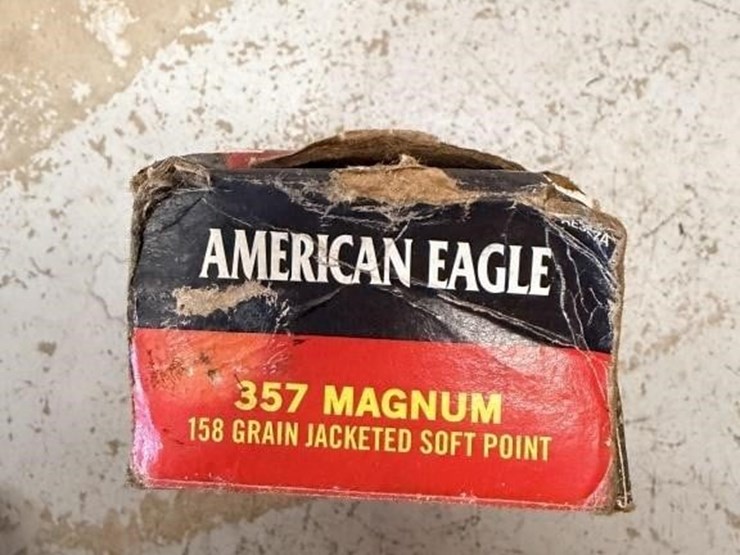 AMERICAN EAGLE
357 MAGNUM
158 GRAIN JACKETED SOFT POINT